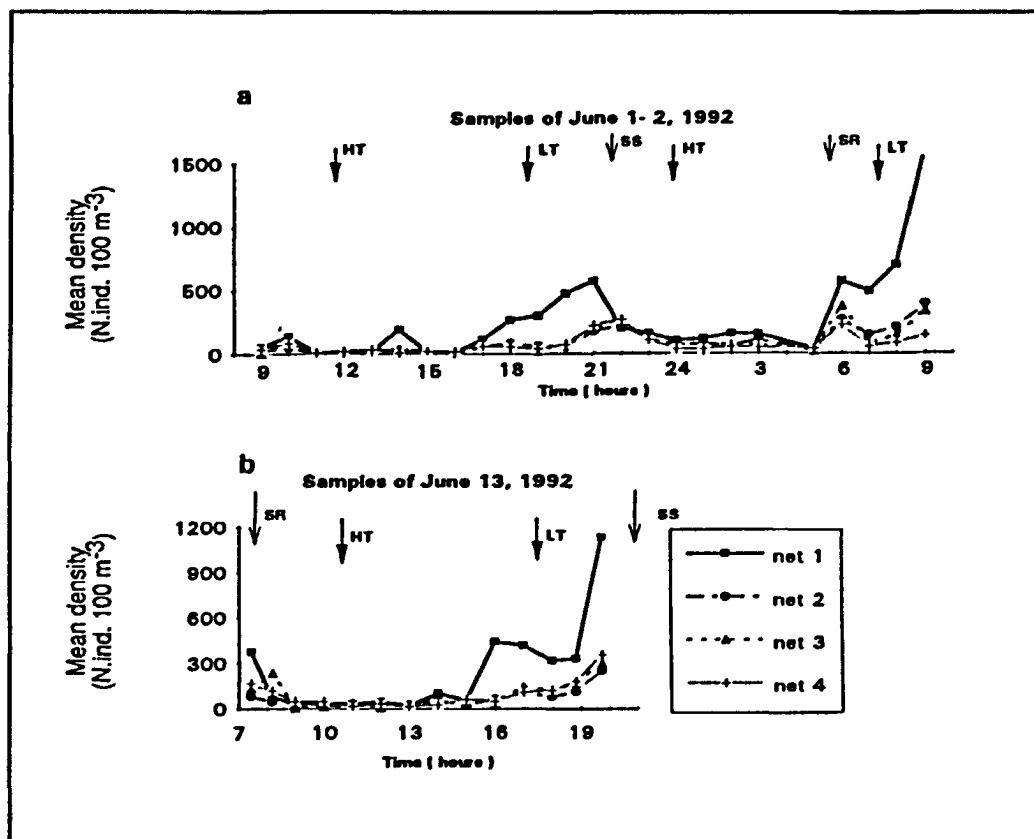 a
Samples of June 1- 2, 1992
HT
LT
SS
HT
SR
LT
1500
1000
500
0
Mean density
(N.ind. 100 m-3)
9 12 15 18 21 24 3 6 9
Time ( hours )
b
Samples of June 13, 1992
SR
HT
LT
SS
1200
900
600
300
0
Mean density
(N.ind. 100 m-3)
7 10 13 16 19
Time ( hours )
net 1
net 2
net 3
net 4